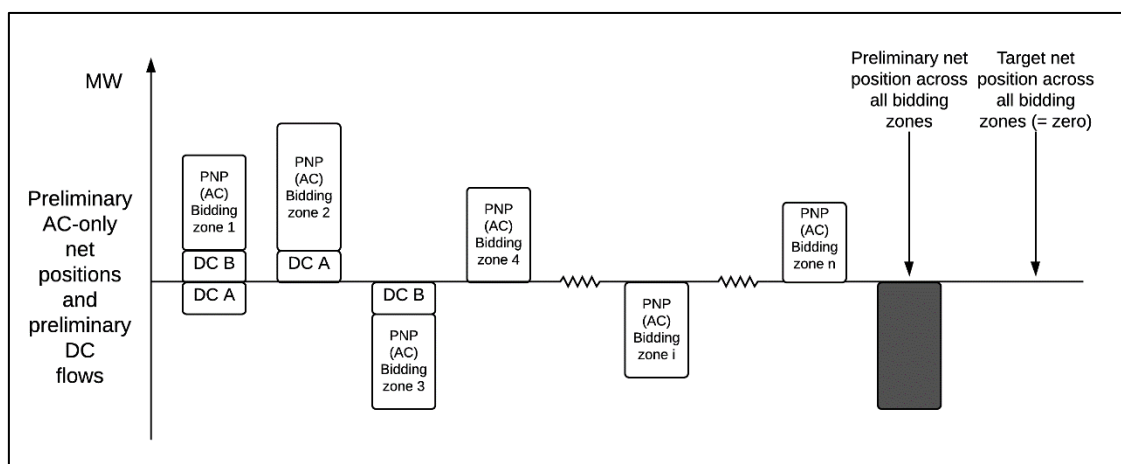 MW
Preliminary
AC-only
net
positions
and
preliminary
DC
flows
PNP
(AC)
Bidding
zone 1
DC B
DC A
PNP
(AC)
Bidding
zone 2
DC A
DC B
PNP
(AC)
Bidding
zone 3
PNP
(AC)
Bidding
zone 4
PNP
(AC)
Bidding
zone i
PNP
(AC)
Bidding
zone n
Preliminary net
position across
all bidding
zones
Target net
position across
all bidding
zones (= zero)